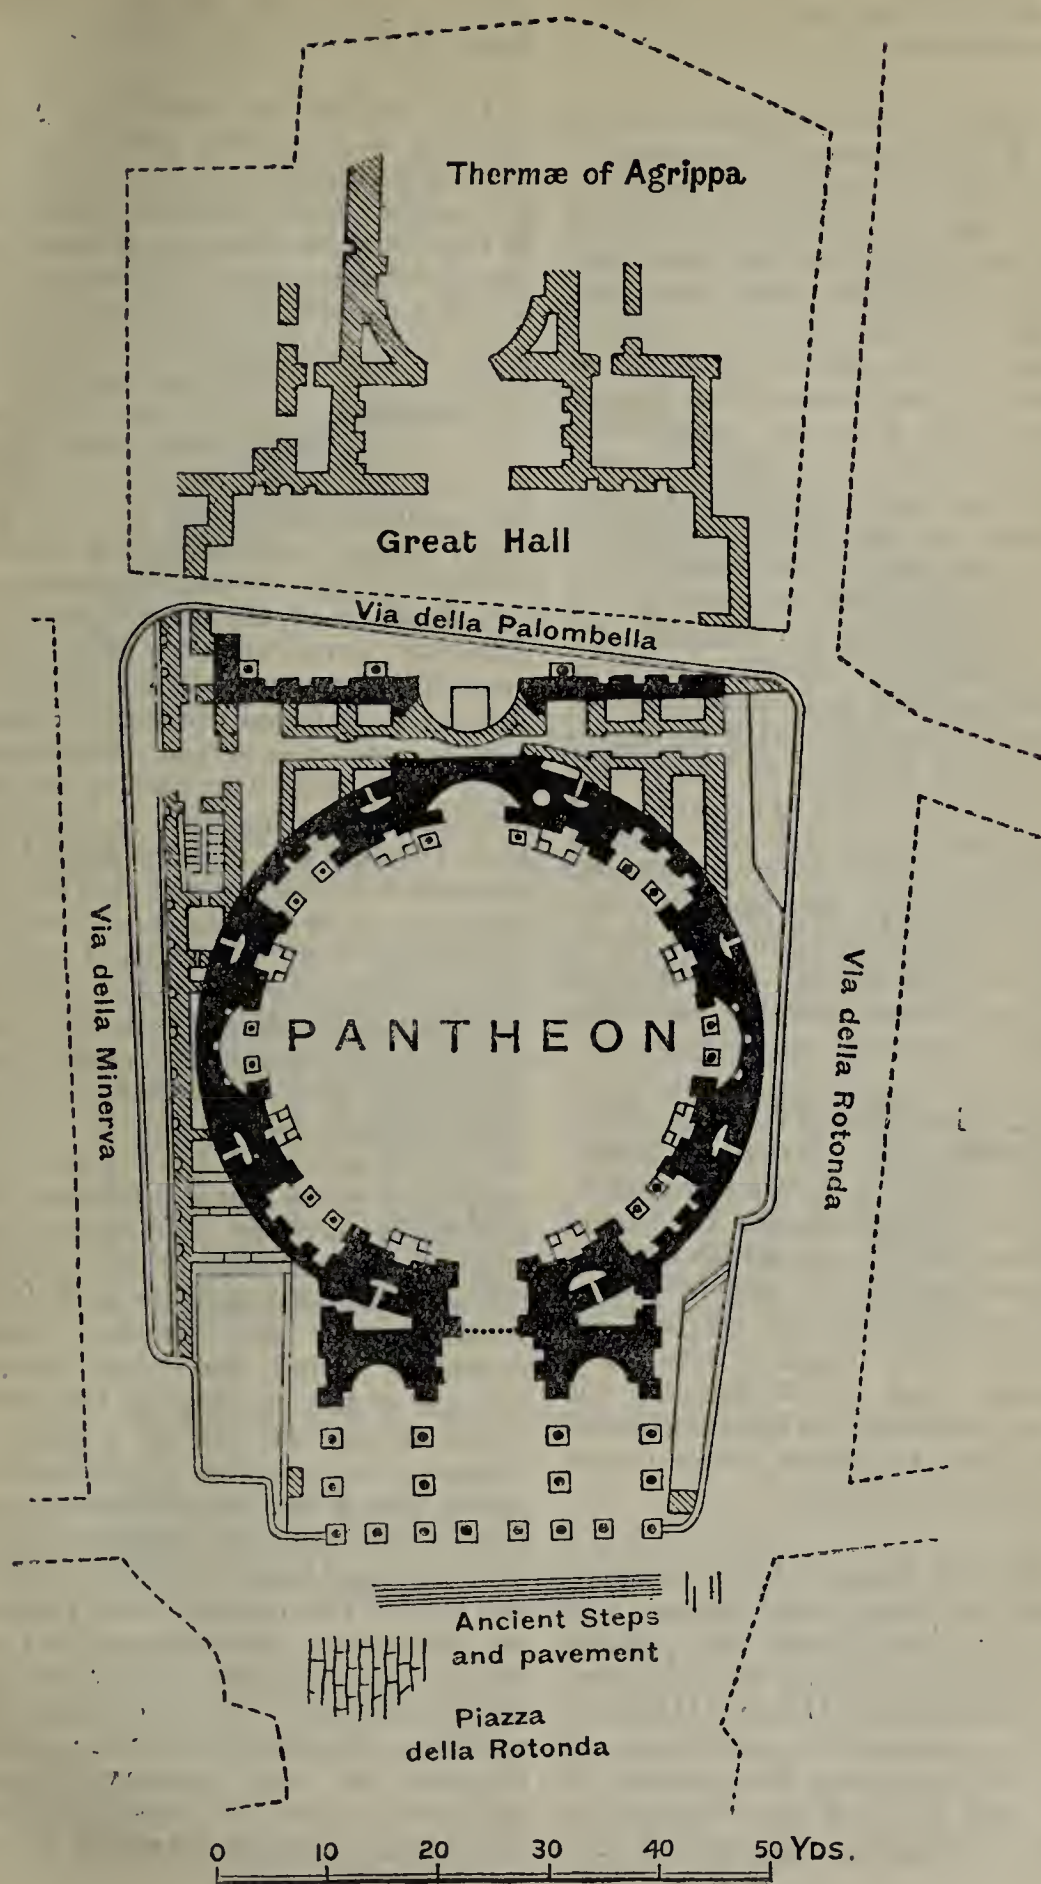 Thermæ of Agrippa
Great Hall
Via della Palombella
Via della Minerva
PANTHEON
Via della Rotonda
Ancient Steps
and pavement
Piazza
della Rotonda
0 10 20 30 40 50 YDS.